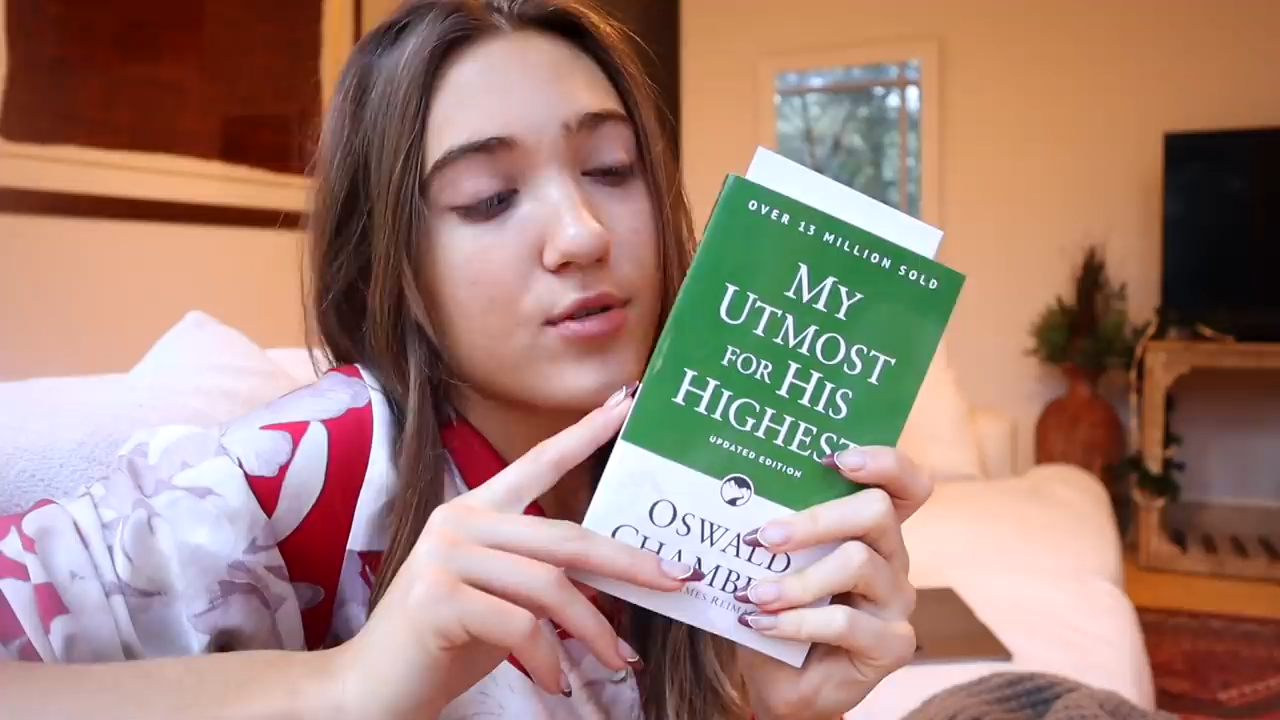 OVER 13 MILLION SOLD
MY
UTMOST
FOR HIS
HIGHEST
UPDATED EDITION
OSWALD